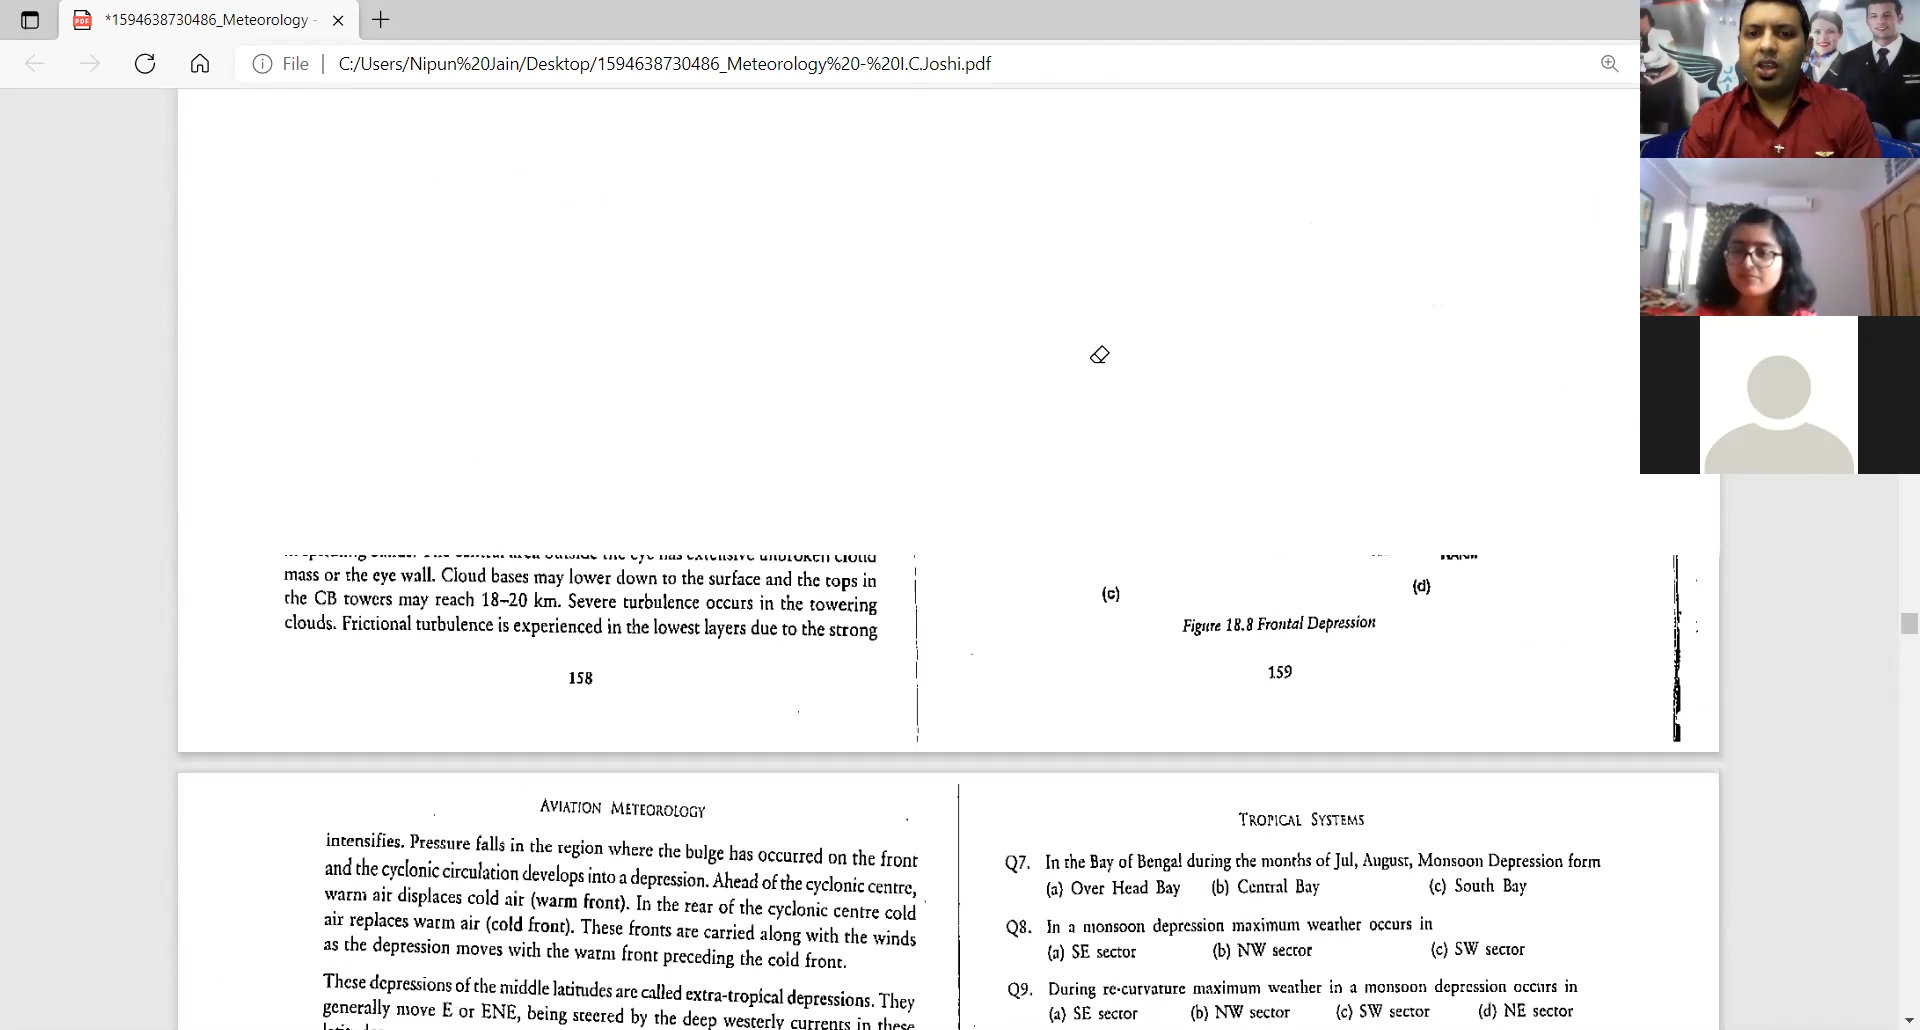 *1594638730486_Meteorology -
File | C:/Users/Nipun%20Jain/Desktop/1594638730486_Meteorology%20-%20I.C.Joshi.pdf
the eye has extensive unbroken cloud
mass or the eye wall. Cloud bases may lower down to the surface and the tops in
the CB towers may reach 18–20 km. Severe turbulence occurs in the towering
clouds. Frictional turbulence is experienced in the lowest layers due to the strong
158
(c) (d)
Figure 18.8 Frontal Depression
159
AVIATION METEOROLOGY
intensifies. Pressure falls in the region where the bulge has occurred on the front
and the cyclonic circulation develops into a depression. Ahead of the cyclonic centre,
warm air displaces cold air (warm front). In the rear of the cyclonic centre cold
air replaces warm air (cold front). These fronts are carried along with the winds
as the depression moves with the warm front preceding the cold front.
These depressions of the middle latitudes are called extra-tropical depressions. They
generally move E or ENE, being steered by the deep westerly currents in these
TROPICAL SYSTEMS
Q7. In the Bay of Bengal during the months of Jul, August, Monsoon Depression form
(a) Over Head Bay (b) Central Bay (c) South Bay
Q8. In a monsoon depression maximum weather occurs in
(a) SE sector (b) NW sector (c) SW sector
Q9. During re-curvature maximum weather in a monsoon depression occurs in
(a) SE sector (b) NW sector (c) SW sector (d) NE sector